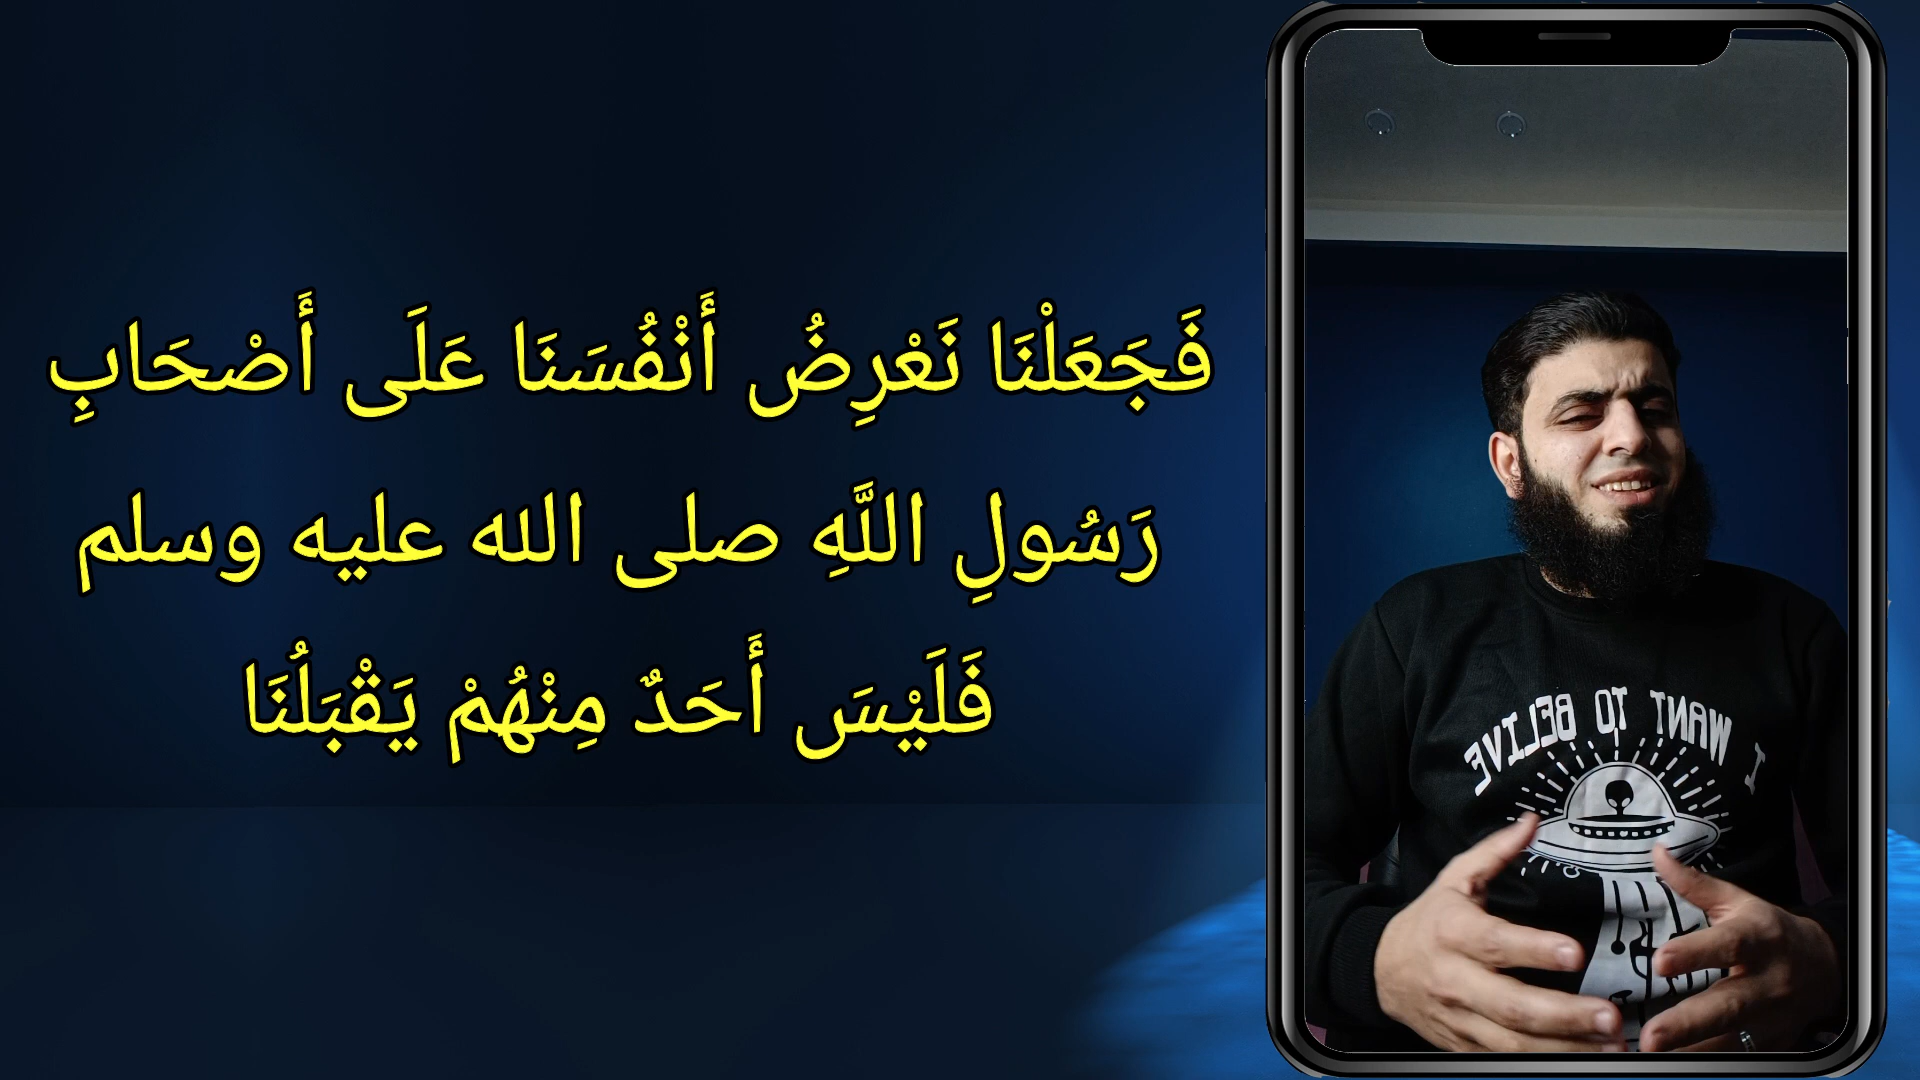 فَجَعَلْنَا نَعْرِضُ أَنْفُسَنَا عَلَى أَصْحَابِ
رَسُولِ اللَّهِ صلى الله عليه وسلم
فَلَيْسَ أَحَدٌ مِنْهُمْ يَقْبَلُنَا
I WANT TO BELIVE